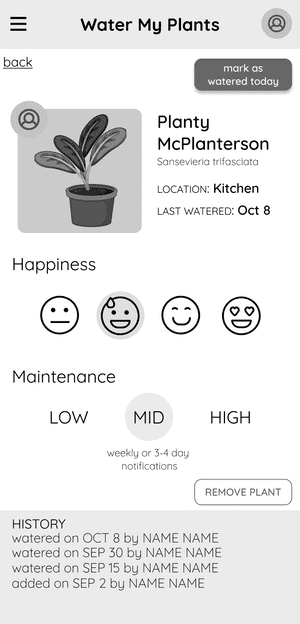 Water My Plants
back
mark as
watered today
Planty
McPlanterson
Sansevieria trifasciata
LOCATION: Kitchen
LAST WATERED: Oct 8
Happiness
Maintenance
LOW MID HIGH
weekly or 3-4 day
notifications
REMOVE PLANT
HISTORY
watered on OCT 8 by NAME NAME
watered on SEP 30 by NAME NAME
watered on SEP 15 by NAME NAME
added on SEP 2 by NAME NAME